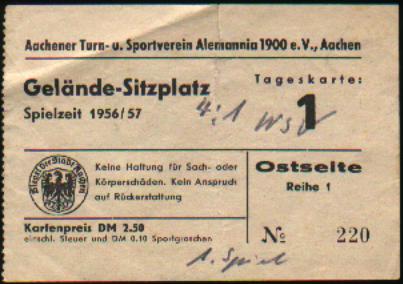 Aachener Turn- u. Sportverein Alemannia 1900 e.V., Aachen
Gelände-Sitzplatz
Tageskarte:
Spielzeit 1956/57
4:1 WSV
1
Keine Haftung für Sach- oder
Körperschäden. Kein Anspruch
auf Rückerstattung
Ostseite
Reihe 1
Kartenpreis DM 2.50
einschl. Steuer und DM 0.10 Sportgroschen
№ 220
1. Spiel